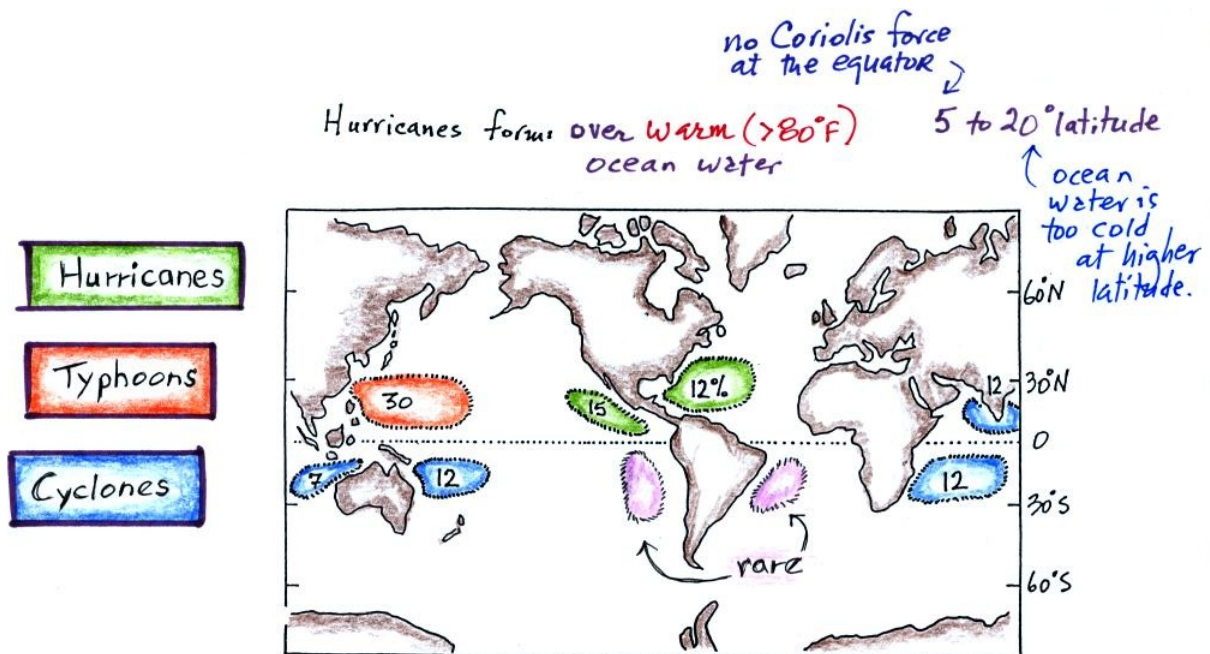 no Coriolis force
at the equator
Hurricanes form: over warm (>80°F)
ocean water
5 to 20° latitude
ocean
water is
too cold
at higher
latitude.
Hurricanes
Typhoons
Cyclones
60°N
30°N
0
30°S
60°S
30
15
12%
12
7
12
12
rare